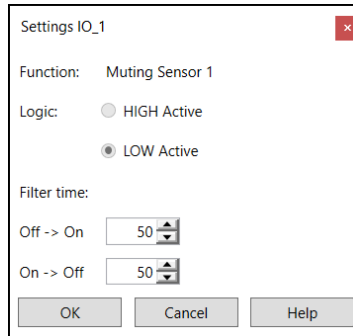 Settings IO_1
×
Function: Muting Sensor 1
Logic: HIGH Active
LOW Active
Filter time:
Off -> On 50
On -> Off 50
OK Cancel Help